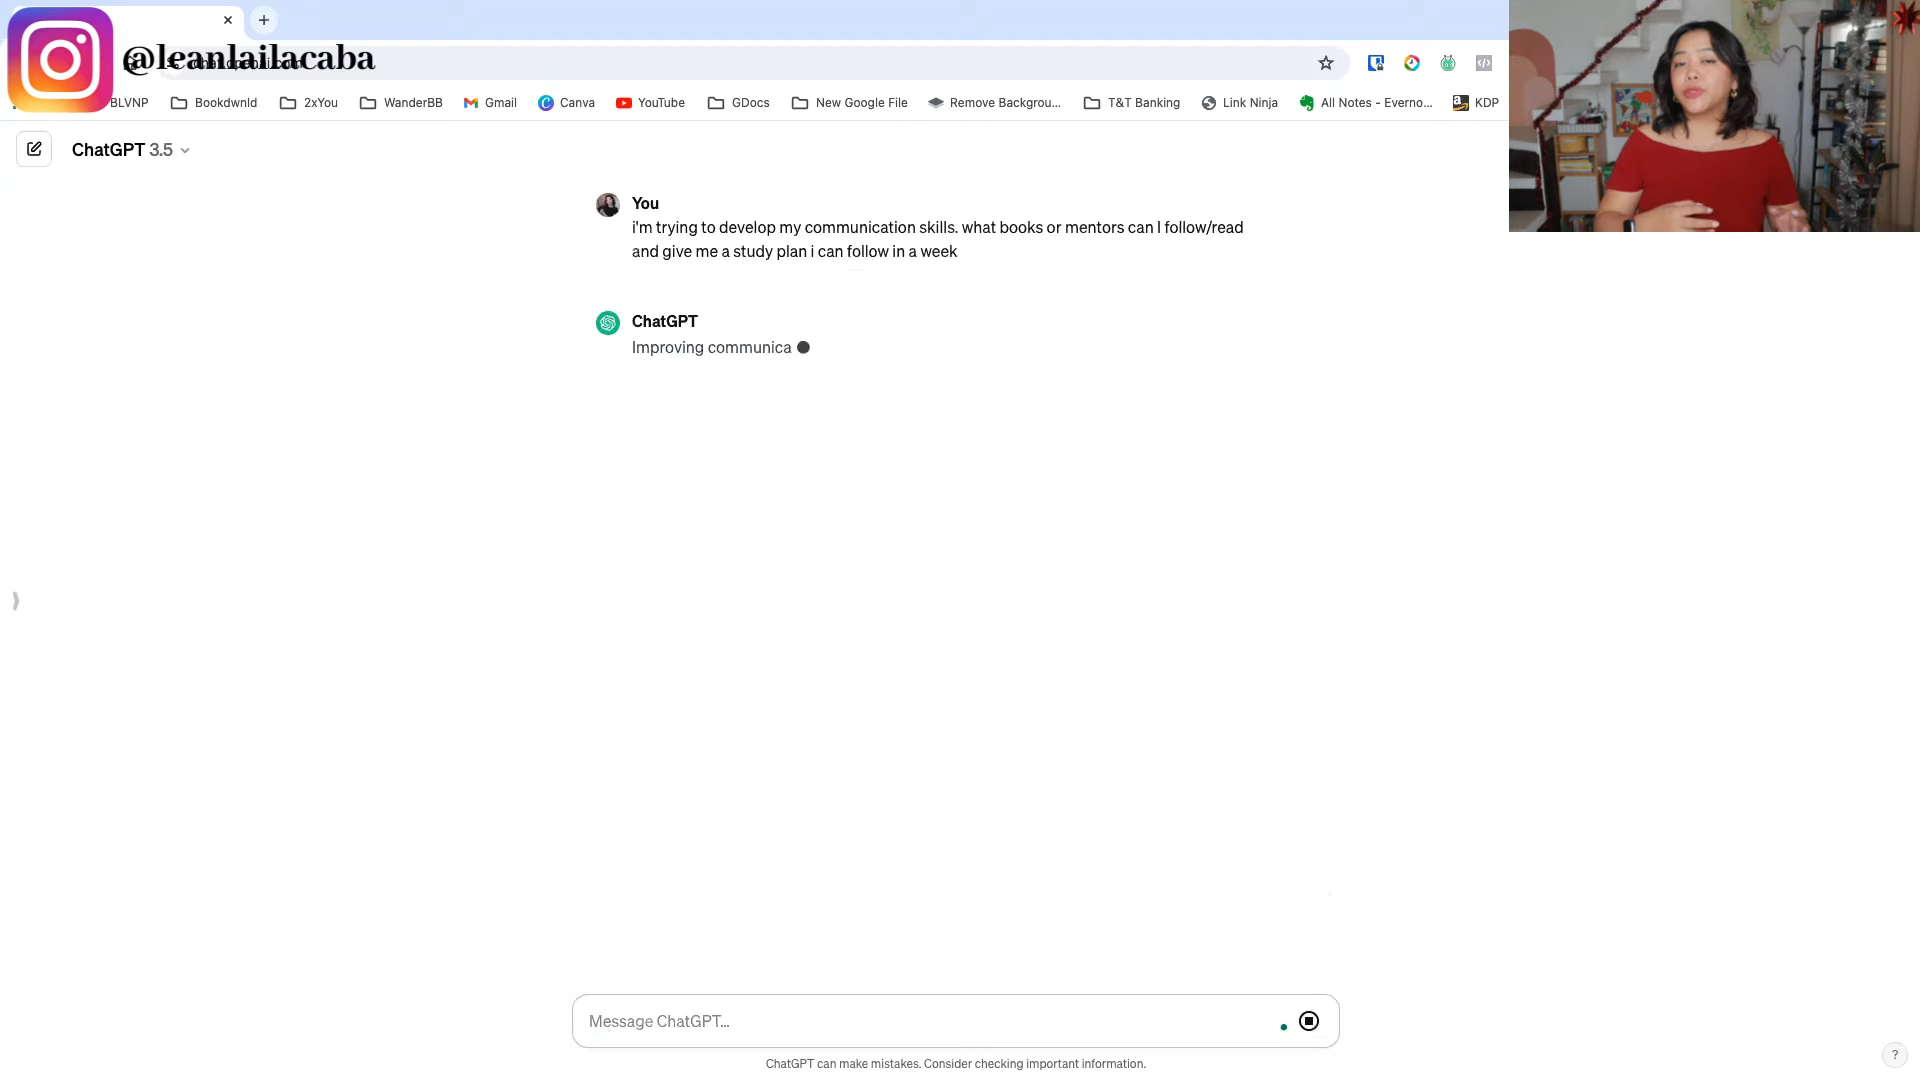 @leanlailacaba
BLVNP
Bookdwnld
2xYou
WanderBB
Gmail
Canva
YouTube
GDocs
New Google File
Remove Backgrou...
T&T Banking
Link Ninja
All Notes - Everno...
KDP
ChatGPT 3.5
You
i'm trying to develop my communication skills. what books or mentors can I follow/read
and give me a study plan i can follow in a week
ChatGPT
Improving communica
Message ChatGPT...
ChatGPT can make mistakes. Consider checking important information.
?